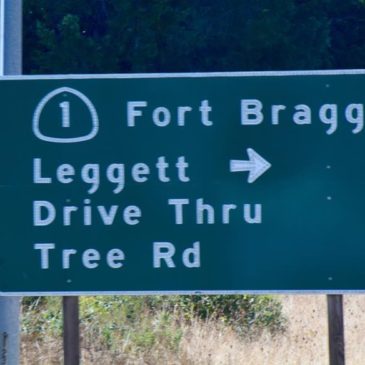 1 Fort Bragg
Leggett
Drive Thru
Tree Rd